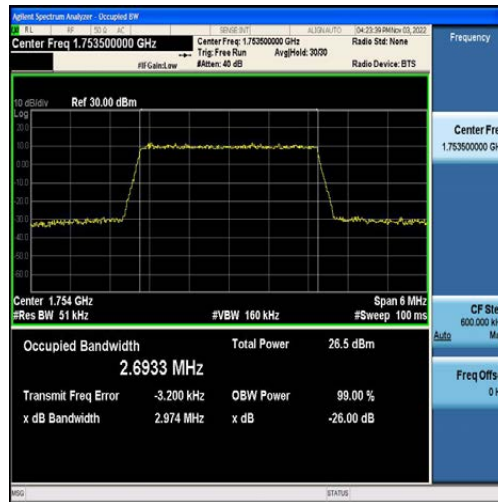 Agilent Spectrum Analyzer - Occupied BW
RL RF 50 Ω AC SENSE:INT ALIGNAUTO 04:23:39 PM Nov 03, 2022
Center Freq 1.753500000 GHz
Center Freq: 1.753500000 GHz
Radio Std: None
Trig: Free Run Avg|Hold: 30/30
#IFGain:Low #Atten: 40 dB Radio Device: BTS
Frequency
10 dB/div Ref 30.00 dBm
Log
20.0
10.0
0.00
-10.0
-20.0
-30.0
-40.0
-50.0
-60.0
Center Fre
1.753500000 GH
Center 1.754 GHz Span 6 MHz
#Res BW 51 kHz #VBW 160 kHz #Sweep 100 ms
CF Ste
600.000 kH
Auto Ma
Occupied Bandwidth Total Power 26.5 dBm
2.6933 MHz
Transmit Freq Error -3.200 kHz OBW Power 99.00 %
x dB Bandwidth 2.974 MHz x dB -26.00 dB
Freq Offs
0 H
MSG STATUS